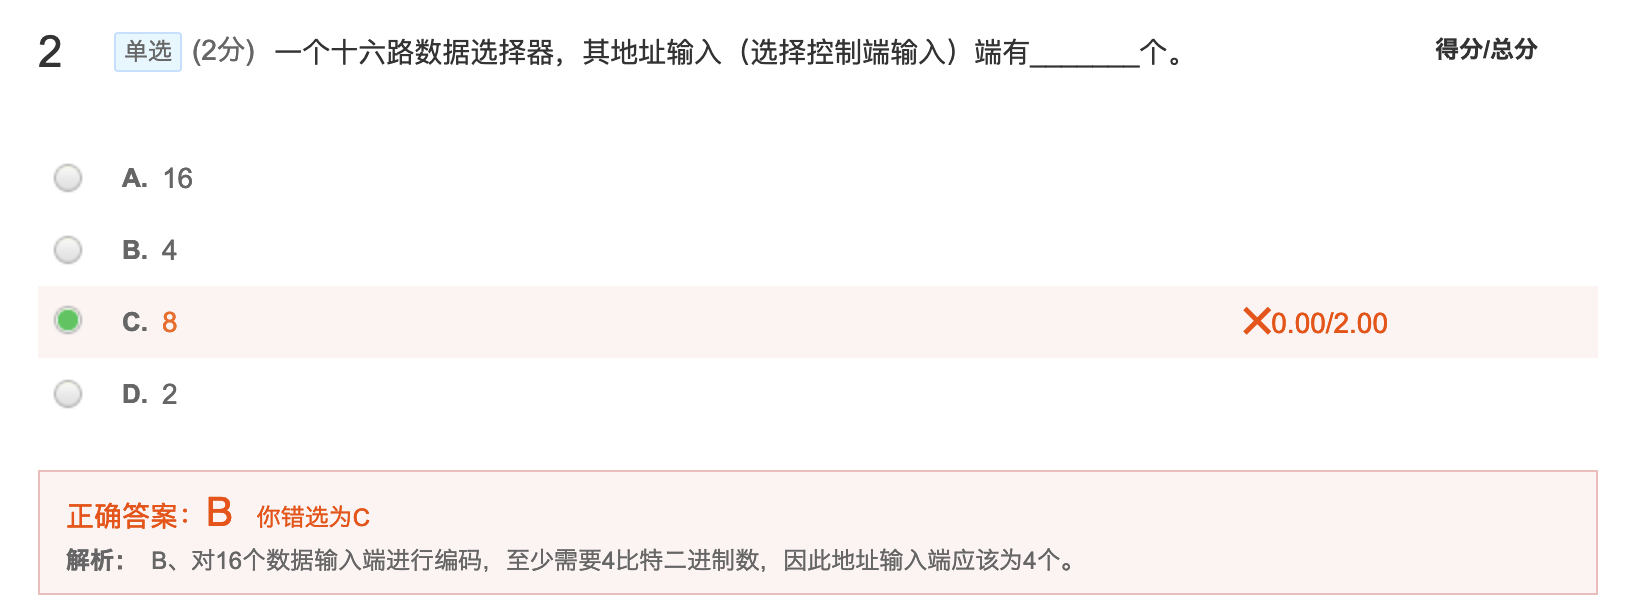 2 单选 (2分) 一个十六路数据选择器，其地址输入（选择控制端输入）端有_______个。 得分/总分
A. 16
B. 4
C. 8 ×0.00/2.00
D. 2
正确答案：B 你错选为C
解析： B、对16个数据输入端进行编码，至少需要4比特二进制数，因此地址输入端应该为4个。